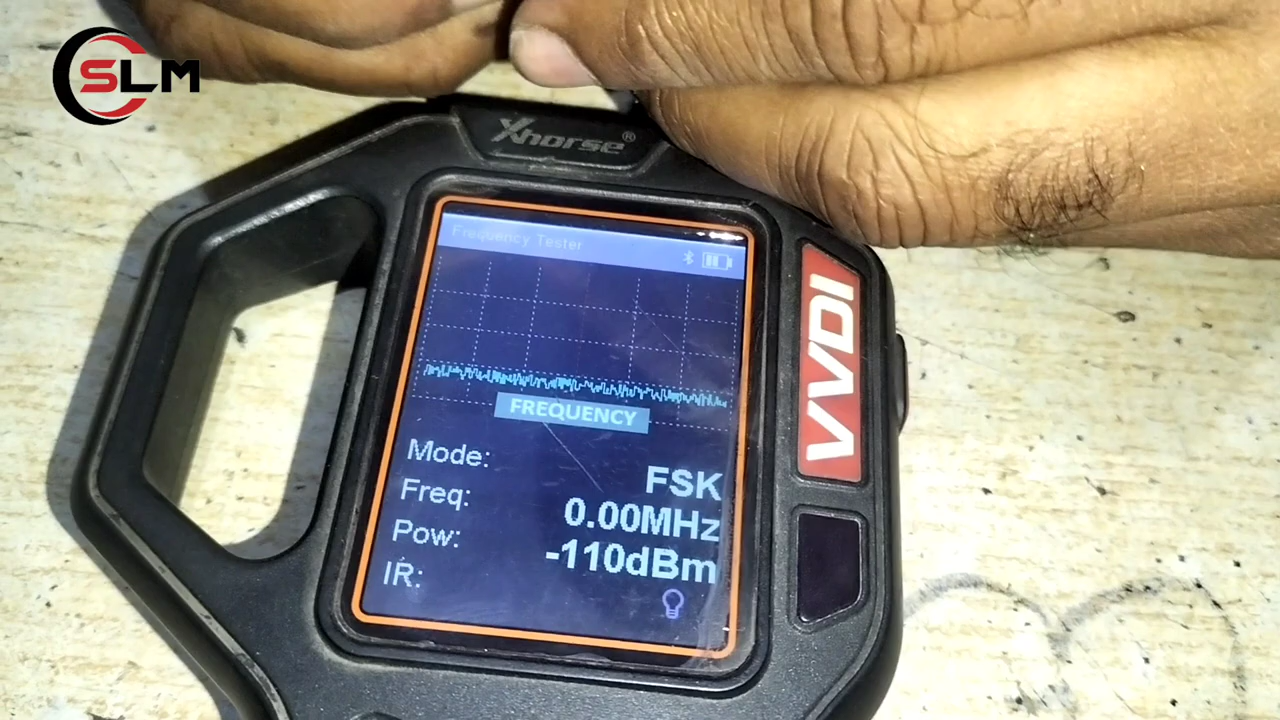 SLM
Xhorse®
Frequency Tester
VVDI
FREQUENCY
Mode: FSK
Freq: 0.00MHz
Pow: -110dBm
IR: